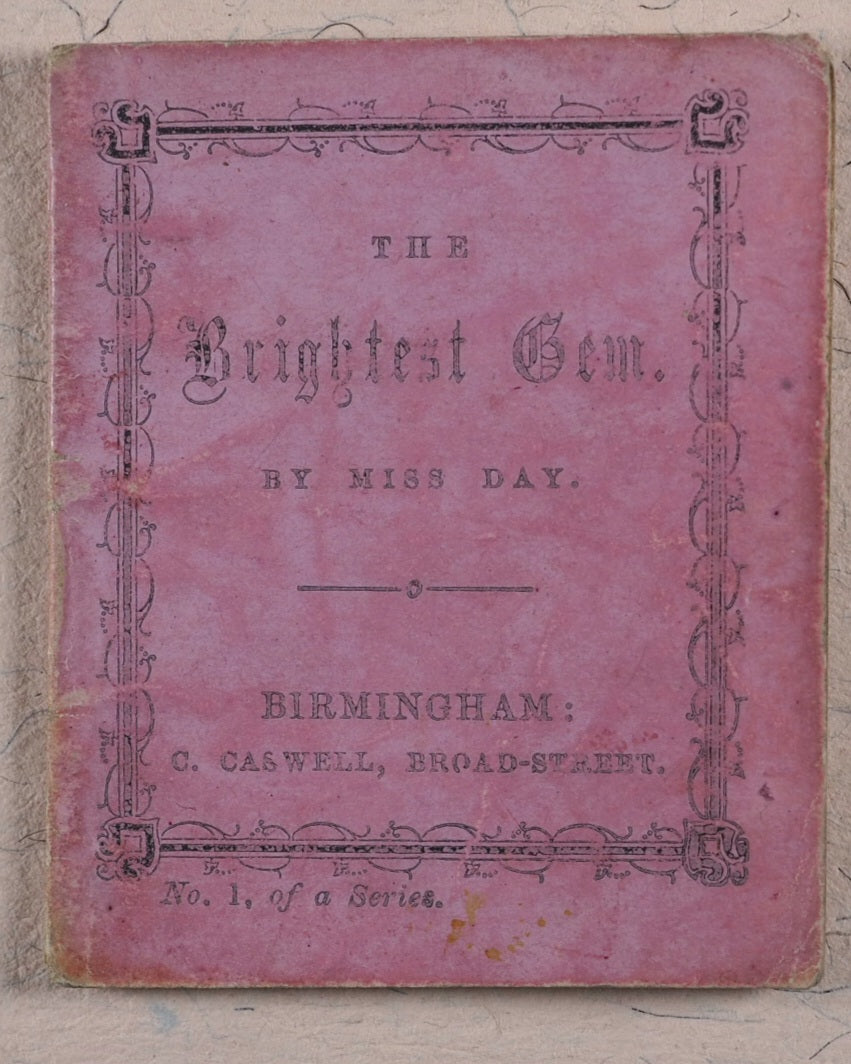 THE
Brightest Gem.
BY MISS DAY.
BIRMINGHAM:
C. CASWELL, BROAD-STREET.
No. 1, of a Series.